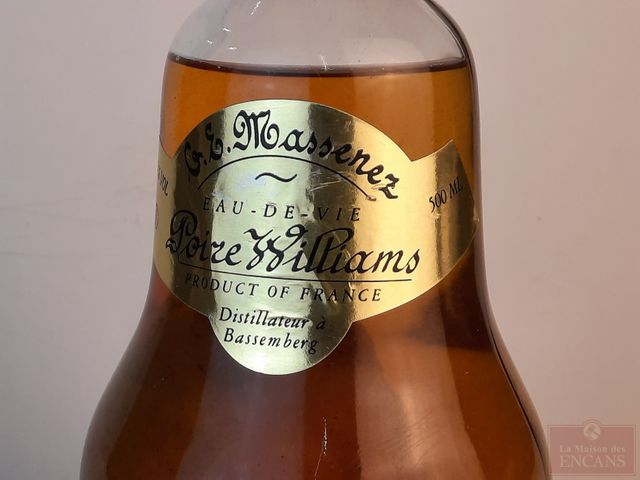 G.E. Massenez
EAU-DE-VIE
Poire Williams
PRODUCT OF FRANCE
Distillateur à
Bassemberg
500 ML
La Maison des
ENCANS